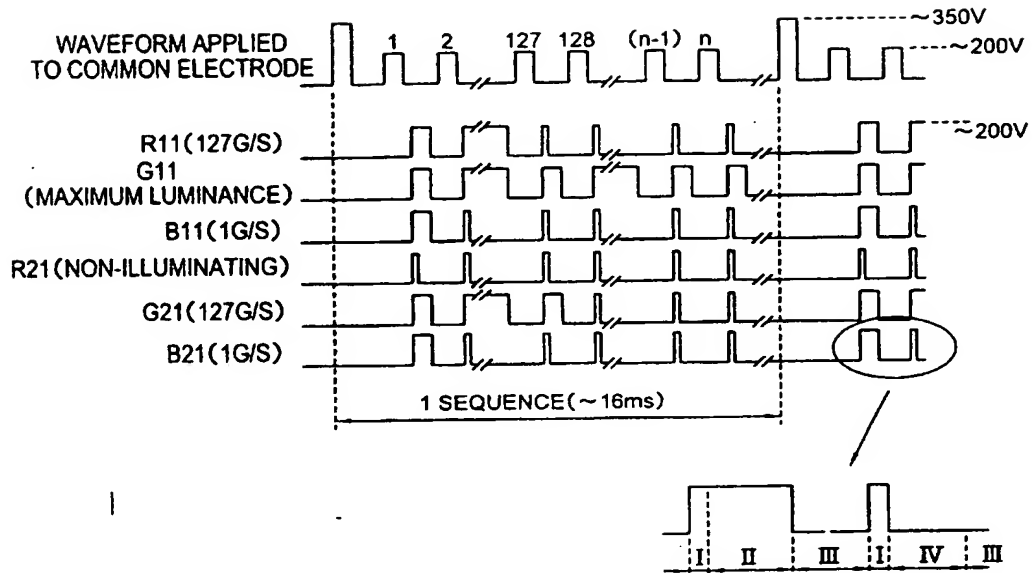 ~350V
WAVEFORM APPLIED
TO COMMON ELECTRODE
1 2 127 128 (n-1) n
~200V
R11(127G/S)
~200V
G11
(MAXIMUM LUMINANCE)
B11(1G/S)
R21(NON-ILLUMINATING)
G21(127G/S)
B21(1G/S)
1 SEQUENCE(~16ms)
I II III I IV III